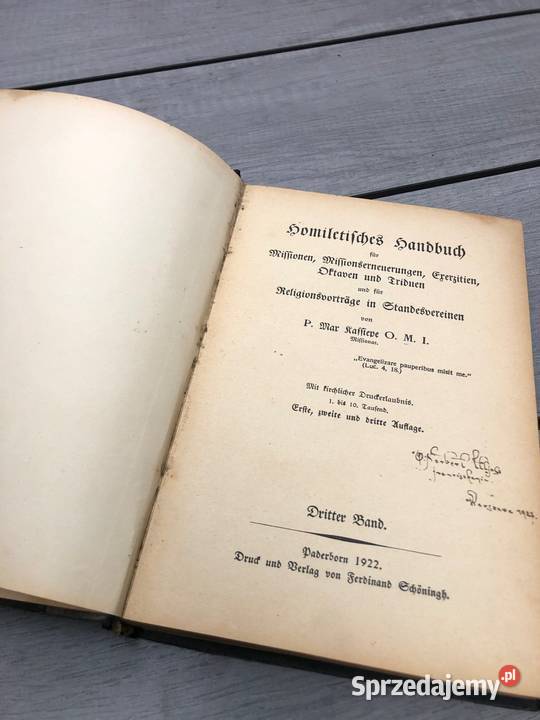 Homiletisches Handbuch
für
Missionen, Missionserneuerungen, Exerzitien,
Oktaven und Triduen
und für
Religionsvorträge in Standesvereinen
von
P. Max Kassiepe O. M. I.
Missionar.
„Evangelizare pauperibus misit me.“
(Luc. 4, 18.)
Mit kirchlicher Druckerlaubnis.
1. bis 10. Tausend.
Erste, zweite und dritte Auflage.
Dritter Band.
Paderborn 1922.
Druck und Verlag von Ferdinand Schöningh.
Sprzedajemy.pl